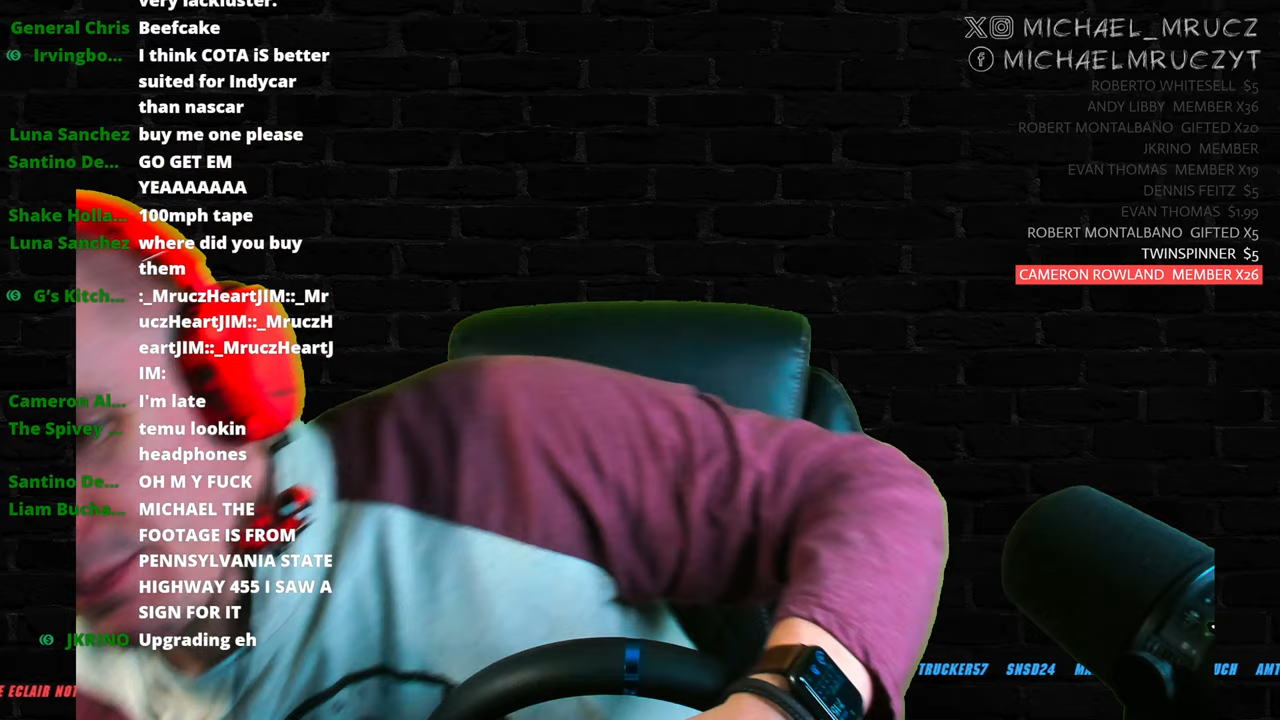 very lackluster.
General Chris Beefcake
Irvingbo... I think COTA iS better
suited for Indycar
than nascar
Luna Sanchez buy me one please
Santino De... GO GET EM
YEAAAAAAA
Shake Holla... 100mph tape
Luna Sanchez where did you buy
them
G's Kitch... :_MruczHeartJIM::_Mr
uczHeartJIM::_MruczH
eartJIM::_MruczHeartJ
IM:
Cameron Al... I'm late
The Spivey ... temu lookin
headphones
Santino De... OH M Y FUCK
Liam Bucha... MICHAEL THE
FOOTAGE IS FROM
PENNSYLVANIA STATE
HIGHWAY 455 I SAW A
SIGN FOR IT
JKRINO Upgrading eh
MICHAEL_MRUCZ
MICHAELMRUCZYT
ROBERTO WHITESELL $5
ANDY LIBBY MEMBER X36
ROBERT MONTALBANO GIFTED X20
JKRINO MEMBER
EVAN THOMAS MEMBER X19
DENNIS FEITZ $5
EVAN THOMAS $1.99
ROBERT MONTALBANO GIFTED X5
TWINSPINNER $5
CAMERON ROWLAND MEMBER X26
E ECLAIR NOT
TRUCKER57 SNSD24